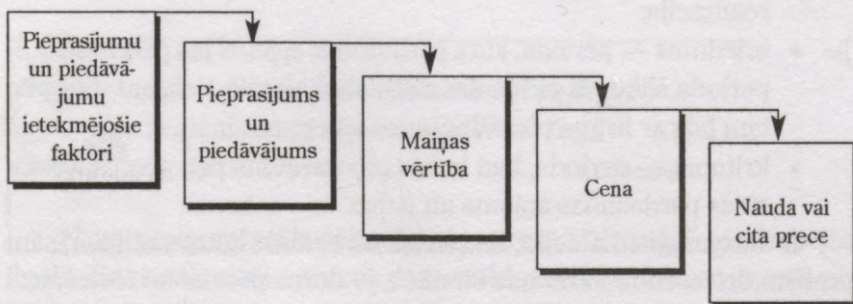 Pieprasījumu
un piedāvā-
jumu
ietekmējošie
faktori
Pieprasījums
un
piedāvājums
Maiņas
vērtība
Cena
Nauda vai
cita prece